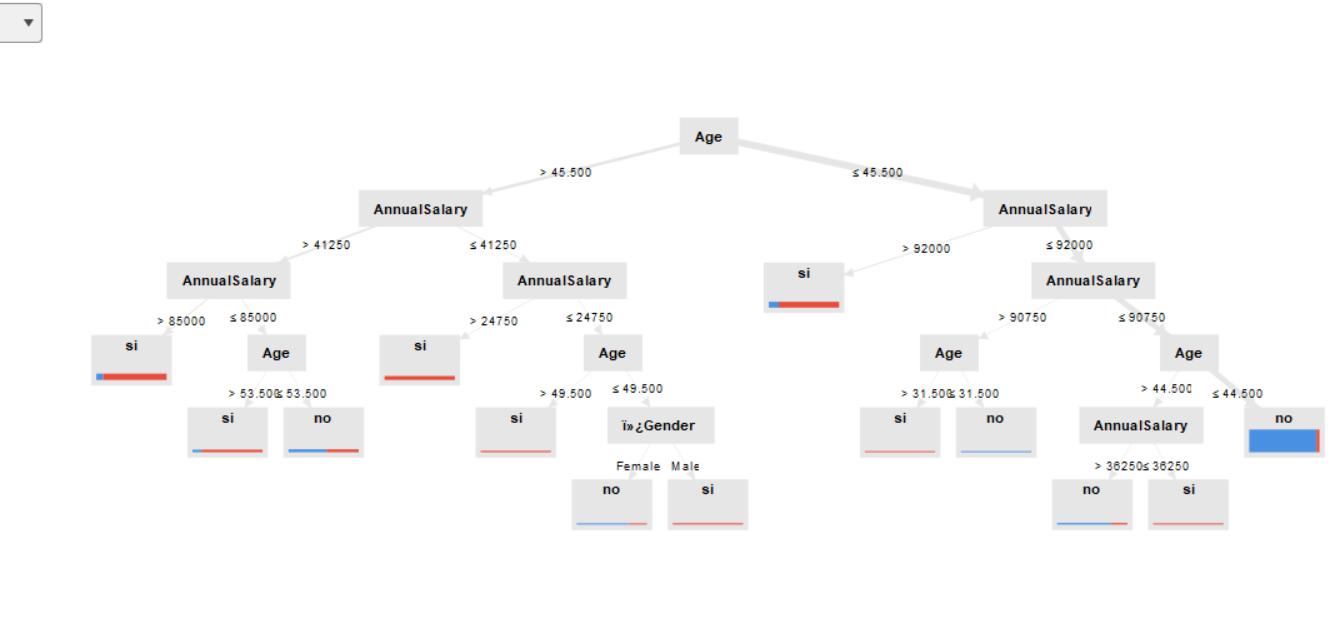 Age
> 45.500 ≤ 45.500
AnnualSalary AnnualSalary
> 41250 ≤ 41250 > 92000 ≤ 92000
AnnualSalary AnnualSalary si AnnualSalary
> 85000 ≤ 85000 > 24750 ≤ 24750 > 90750 ≤ 90750
si Age si Age Age Age
> 53.500 ≤ 53.500 > 49.500 ≤ 49.500 > 31.500 ≤ 31.500 > 44.500 ≤ 44.500
si no si ï»¿Gender si no AnnualSalary no
Female Male > 36250 ≤ 36250
no si no si